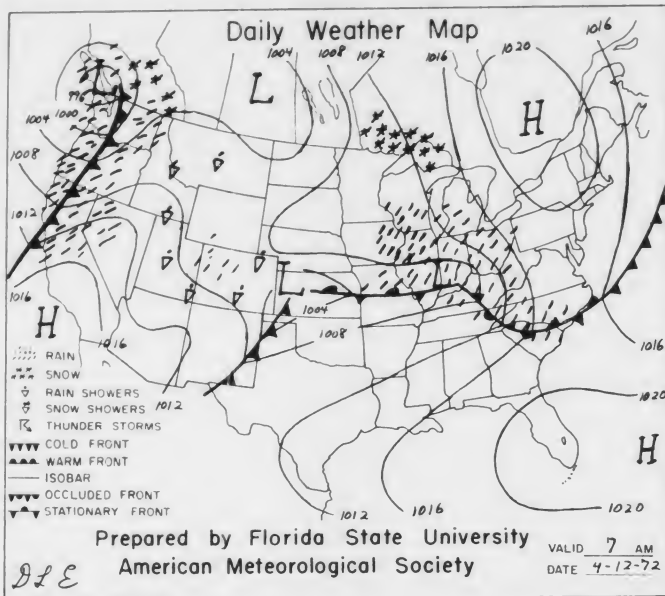 Daily Weather Map
1004
1008
1012
1016
1020
1016
L
L
H
996
1000
1004
1008
1012
1016
H
1016
1012
L
1004
1008
1016
1020
H
1020
1012
1016
RAIN
SNOW
RAIN SHOWERS
SNOW SHOWERS
THUNDER STORMS
COLD FRONT
WARM FRONT
ISOBAR
OCCLUDED FRONT
STATIONARY FRONT
Prepared by Florida State University
American Meteorological Society
VALID 7 AM
DATE 4-12-72
DLE